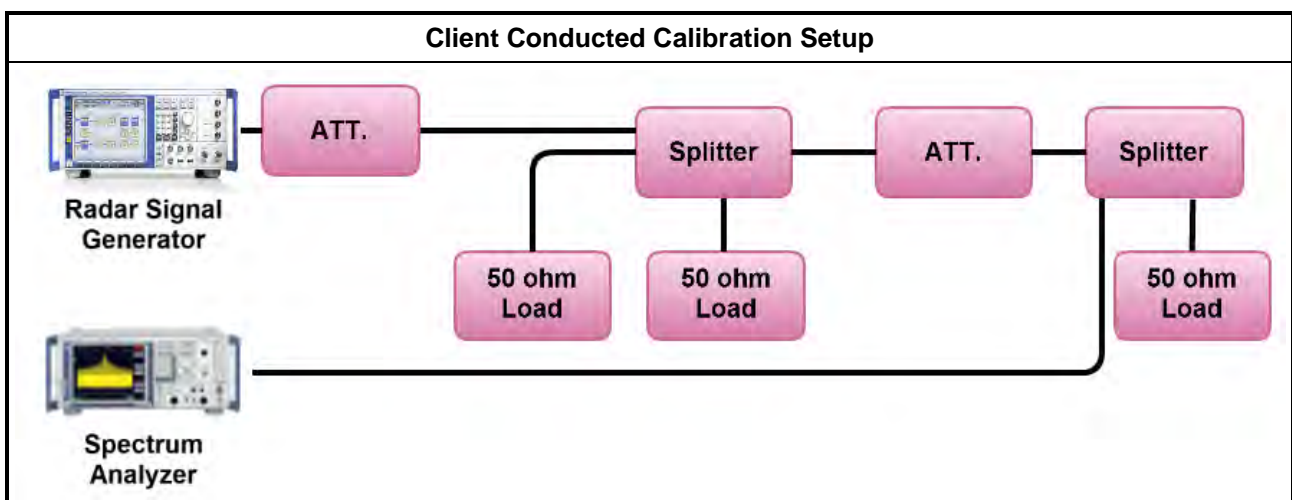 Client Conducted Calibration Setup
ATT.
Splitter
ATT.
Splitter
Radar Signal
Generator
50 ohm
Load
50 ohm
Load
50 ohm
Load
Spectrum
Analyzer